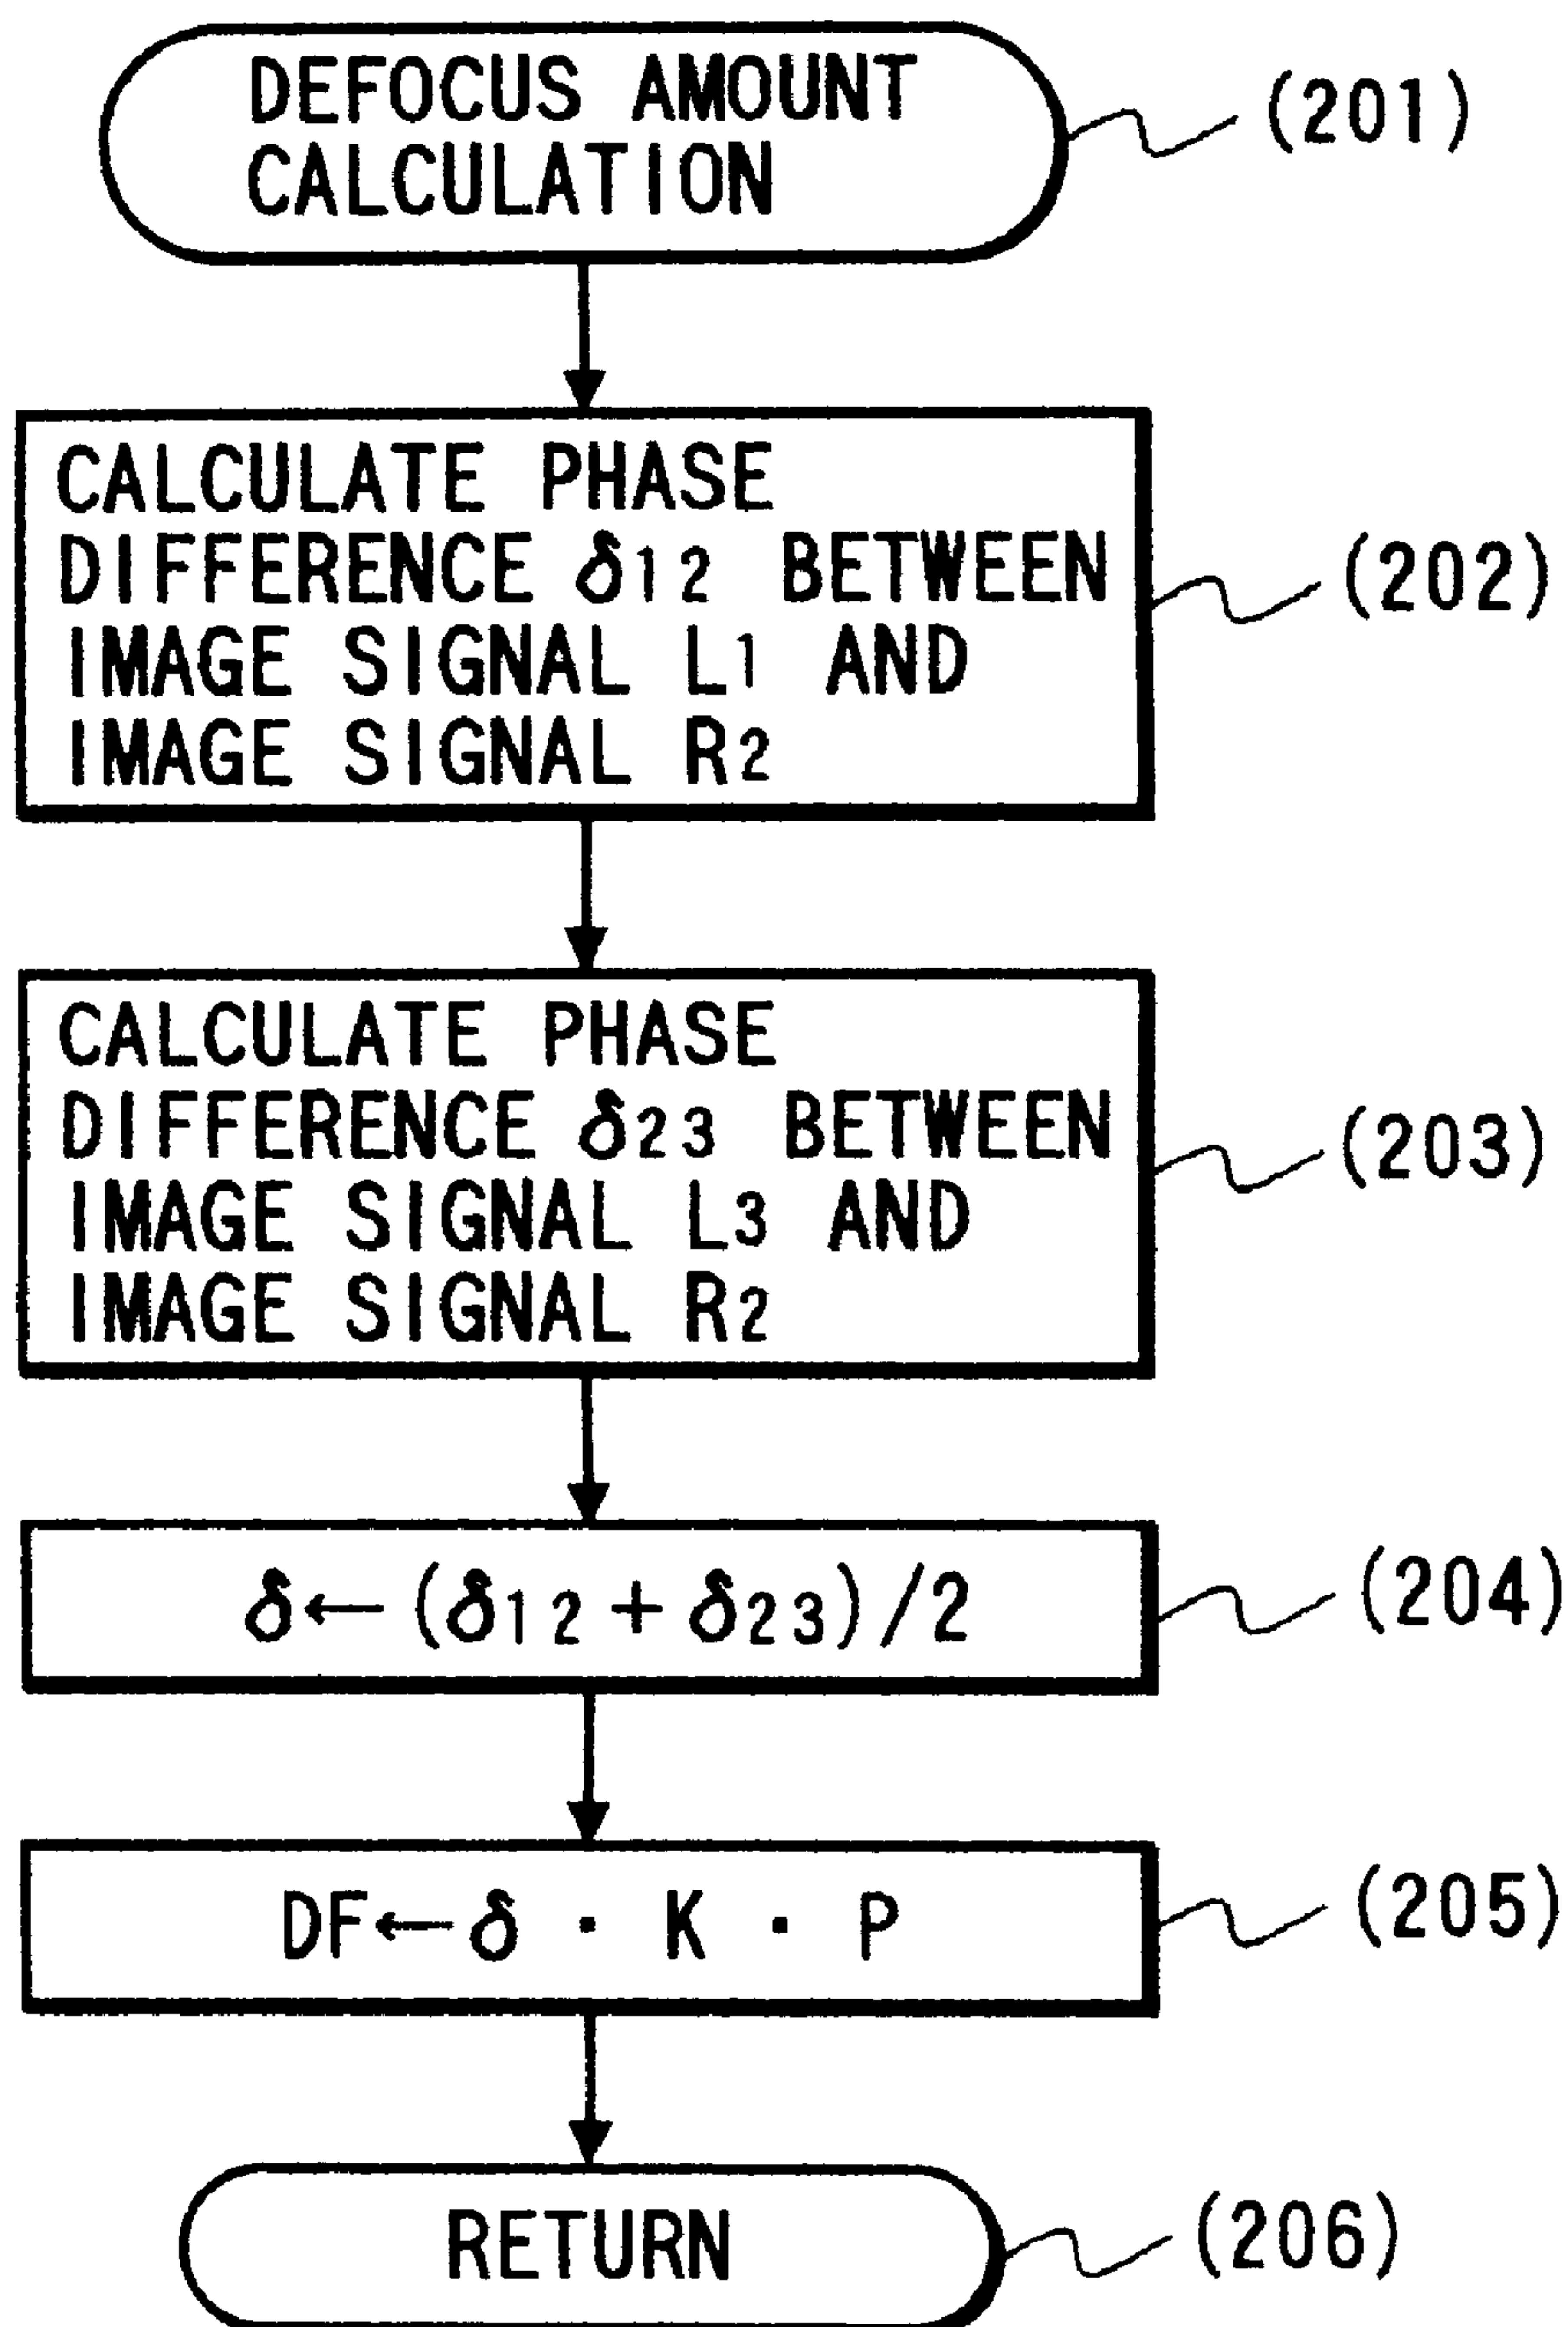 DEFOCUS AMOUNT
CALCULATION
(201)
CALCULATE PHASE
DIFFERENCE δ12 BETWEEN
IMAGE SIGNAL L1 AND
IMAGE SIGNAL R2
(202)
CALCULATE PHASE
DIFFERENCE δ23 BETWEEN
IMAGE SIGNAL L3 AND
IMAGE SIGNAL R2
(203)
δ←(δ12+δ23)/2
(204)
DF←δ · K · P
(205)
RETURN
(206)